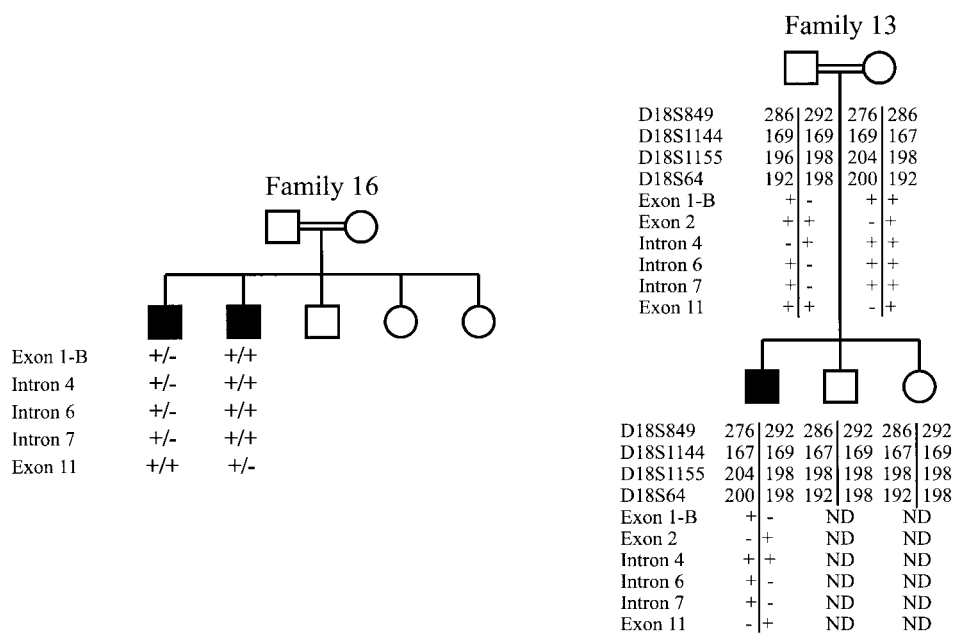 Family 16
Exon 1-B +/- +/+
Intron 4 +/- +/+
Intron 6 +/- +/+
Intron 7 +/- +/+
Exon 11 +/+ +/-
Family 13
D18S849 286 292 276 286
D18S1144 169 169 169 167
D18S1155 196 198 204 198
D18S64 192 198 200 192
Exon 1-B + - + +
Exon 2 + + - +
Intron 4 - + + +
Intron 6 + - + +
Intron 7 + - + +
Exon 11 + + - +
D18S849 276 292 286 292 286 292
D18S1144 167 169 167 169 167 169
D18S1155 204 198 198 198 198 198
D18S64 200 198 192 198 192 198
Exon 1-B + - ND ND
Exon 2 - + ND ND
Intron 4 + + ND ND
Intron 6 + - ND ND
Intron 7 + - ND ND
Exon 11 - + ND ND